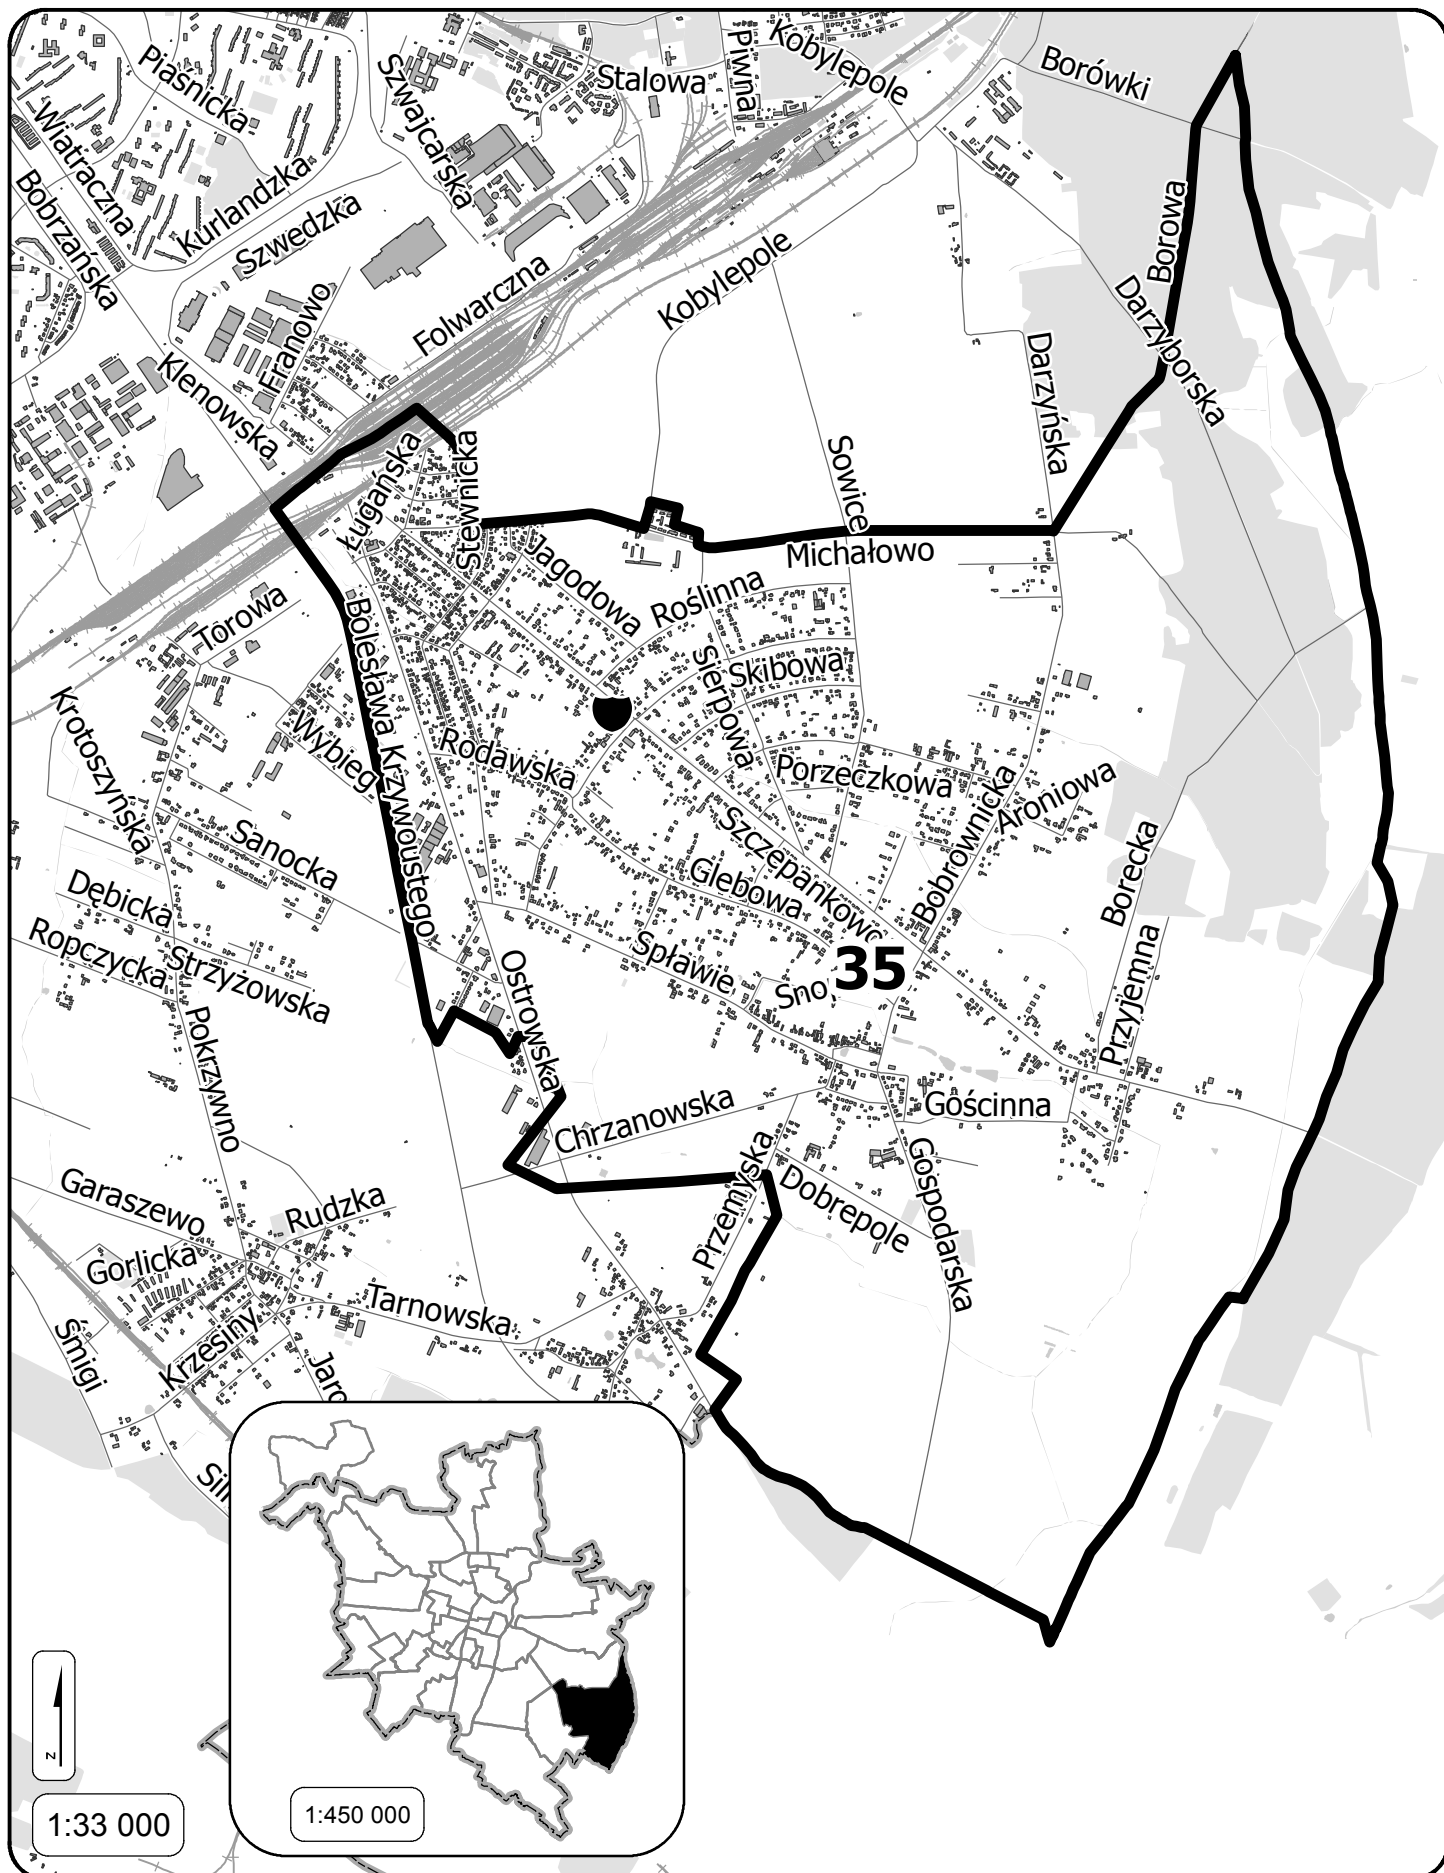 Piaśnicka
Szwajcarska
Stalowa
Piwna
Kobylepole
Borówki
Wiatraczna
Bobrzańska
Kurlandzka
Szwedzka
Borowa
Franowo
Folwarczna
Kobylepole
Darzyborska
Klenowska
Darzyńska
Ługańska
Stewnicka
Sowice
Michałowo
Jagodowa
Roślinna
Torowa
Bolesława Krzywoustego
Skibowa
Sierpowa
Krotoszyńska
Wybieg
Rodawska
Porzeczkowa
Aroniowa
Sanocka
Szczepankowo
Bobrownicka
Borecka
Glebowa
Dębicka
Ropczycka
Strzyżowska
Spławie
35
Sno
Ostrowska
Przyjemna
Pokrzywno
Chrzanowska
Gościnna
Przemyska
Dobrepole
Gospodarska
Garaszewo
Rudzka
Gorlicka
Tarnowska
Śmigi
Krzesiny
Jaro
Sili
N
1:33 000
1:450 000